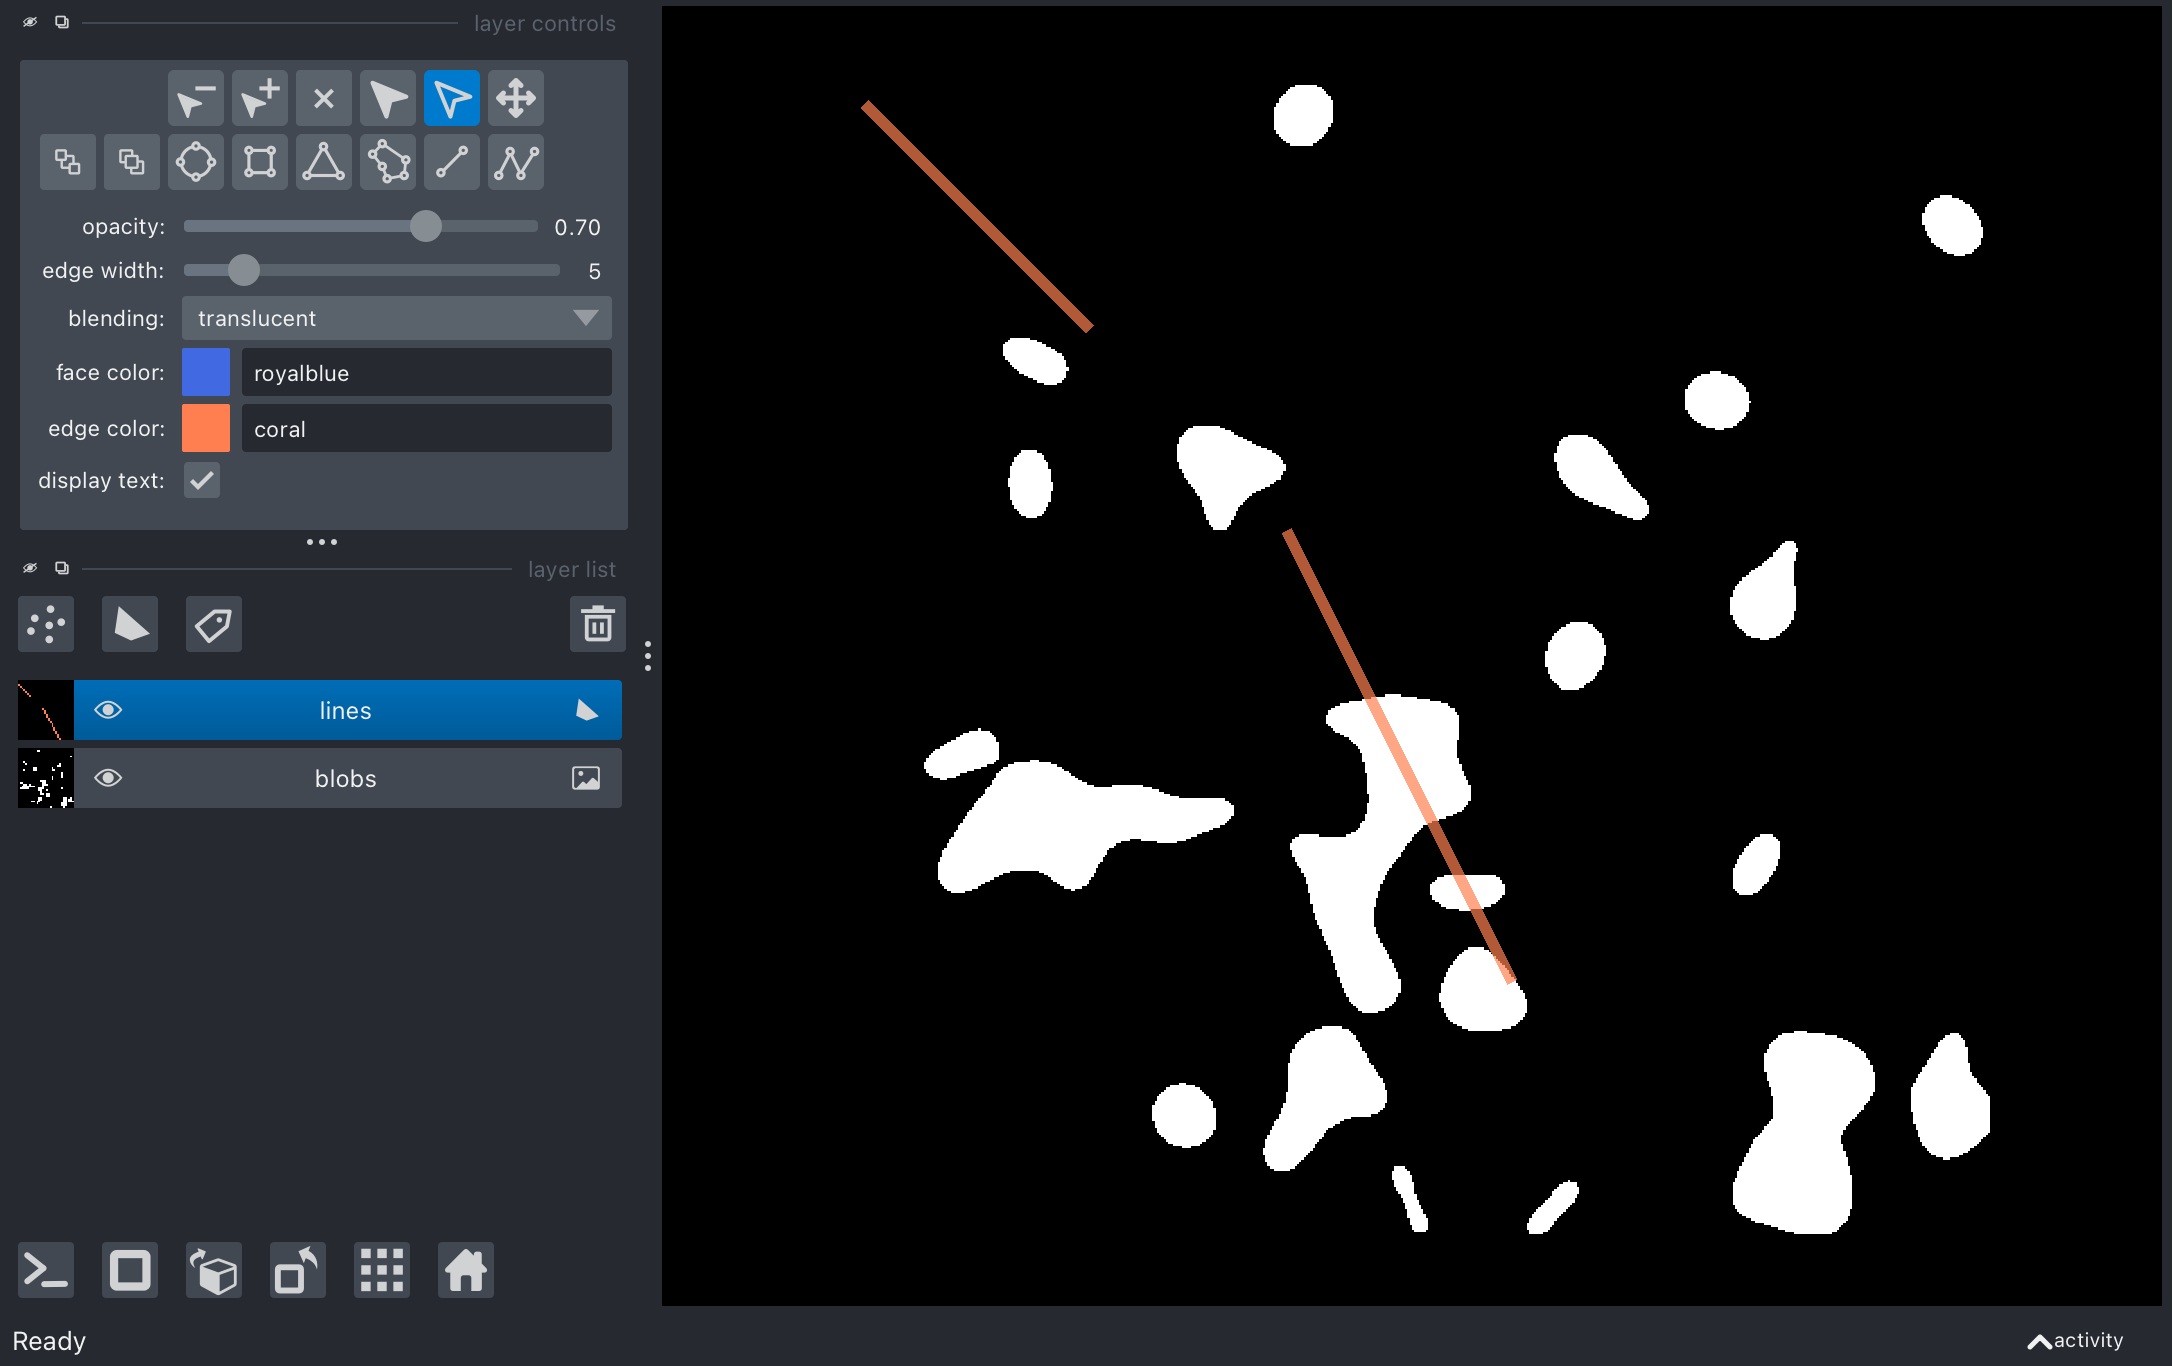 layer controls
opacity: 0.70
edge width: 5
blending: translucent
face color: royalblue
edge color: coral
display text:
layer list
lines
blobs
Ready
activity